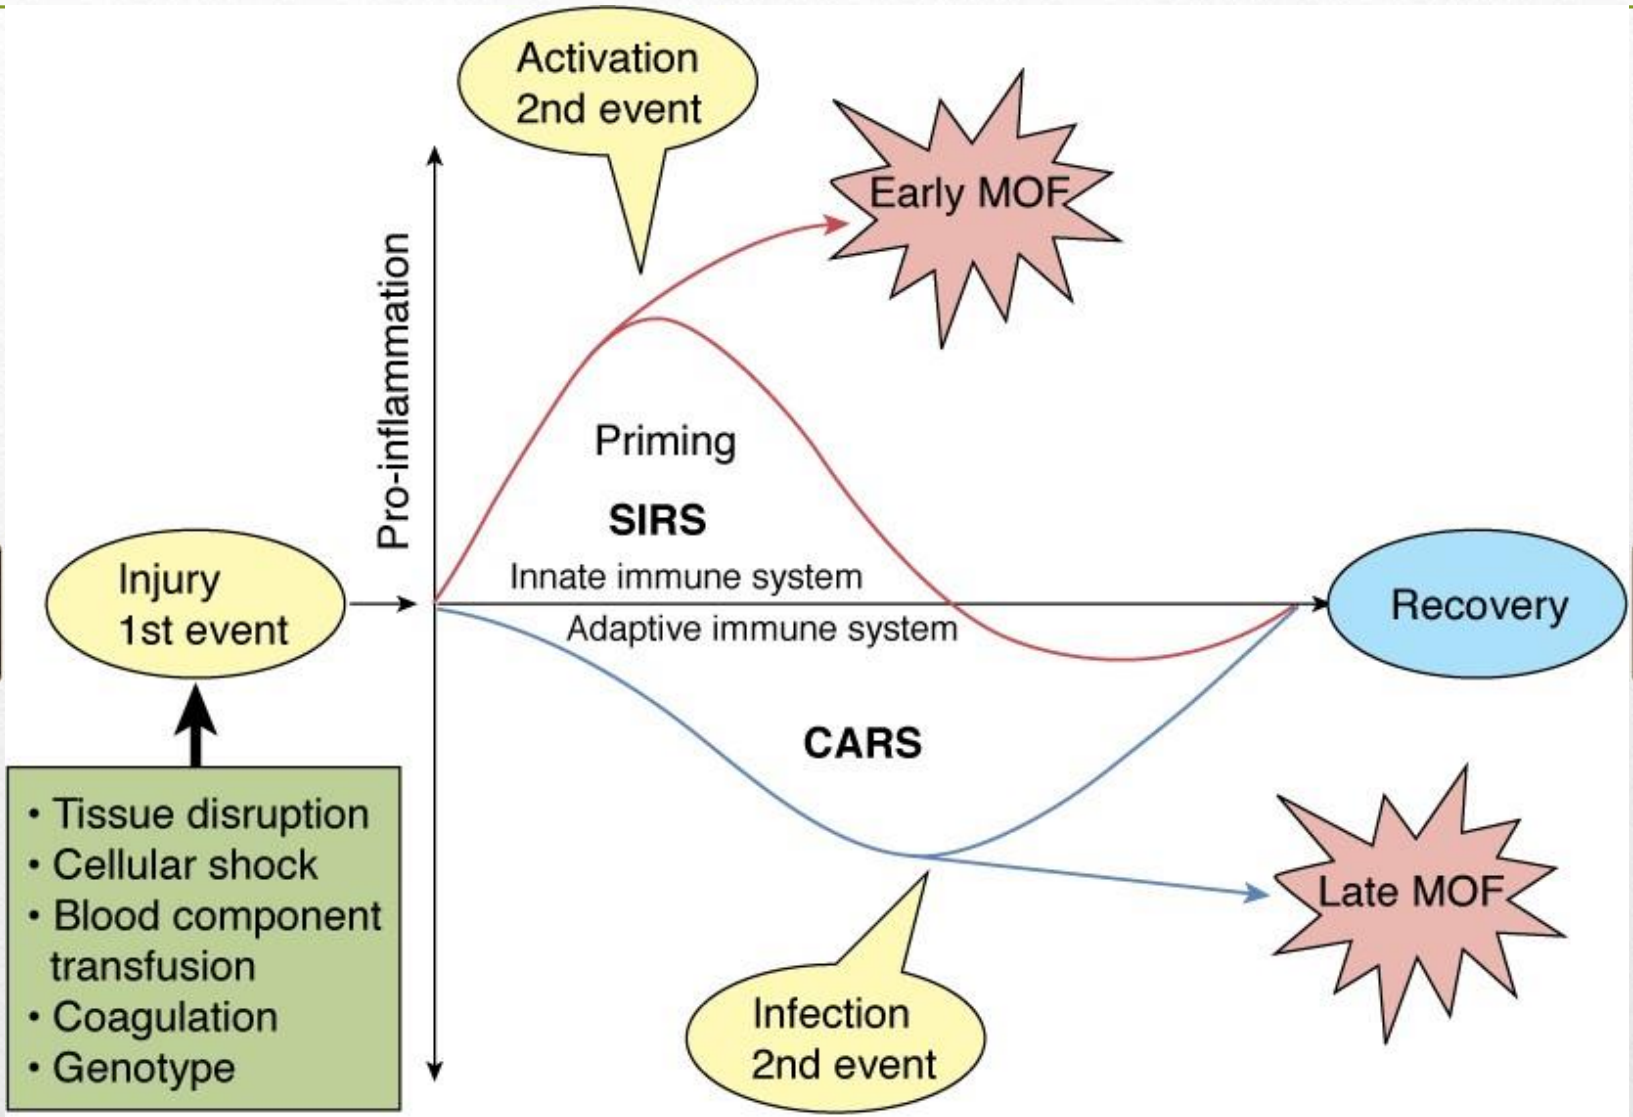 Activation
2nd event
Early MOF
Pro-inflammation
Priming
SIRS
Innate immune system
Adaptive immune system
Injury
1st event
Recovery
CARS
• Tissue disruption
• Cellular shock
• Blood component
transfusion
• Coagulation
• Genotype
Late MOF
Infection
2nd event